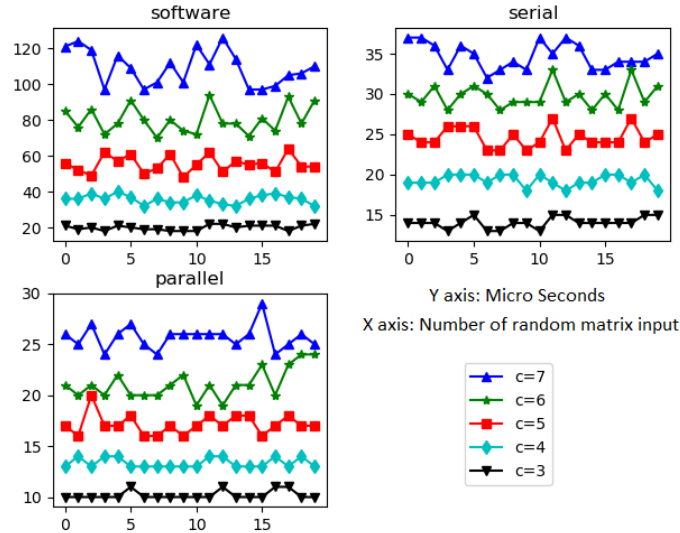 software
120
100
80
60
40
20
0
5
10
15
serial
35
30
25
20
15
0
5
10
15
parallel
30
25
20
15
10
0
5
10
15
Y axis: Micro Seconds
X axis: Number of random matrix input
c=7
c=6
c=5
c=4
c=3